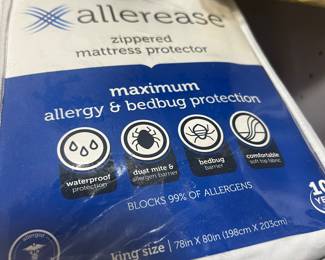 allerease
zippered
mattress protector
maximum
allergy & bedbug protection
waterproof protection
dust mite & allergen barrier
bedbug barrier
comfortable soft top fabric
BLOCKS 99% OF ALLERGENS
king size | 78in X 80in (198cm X 203cm)
10